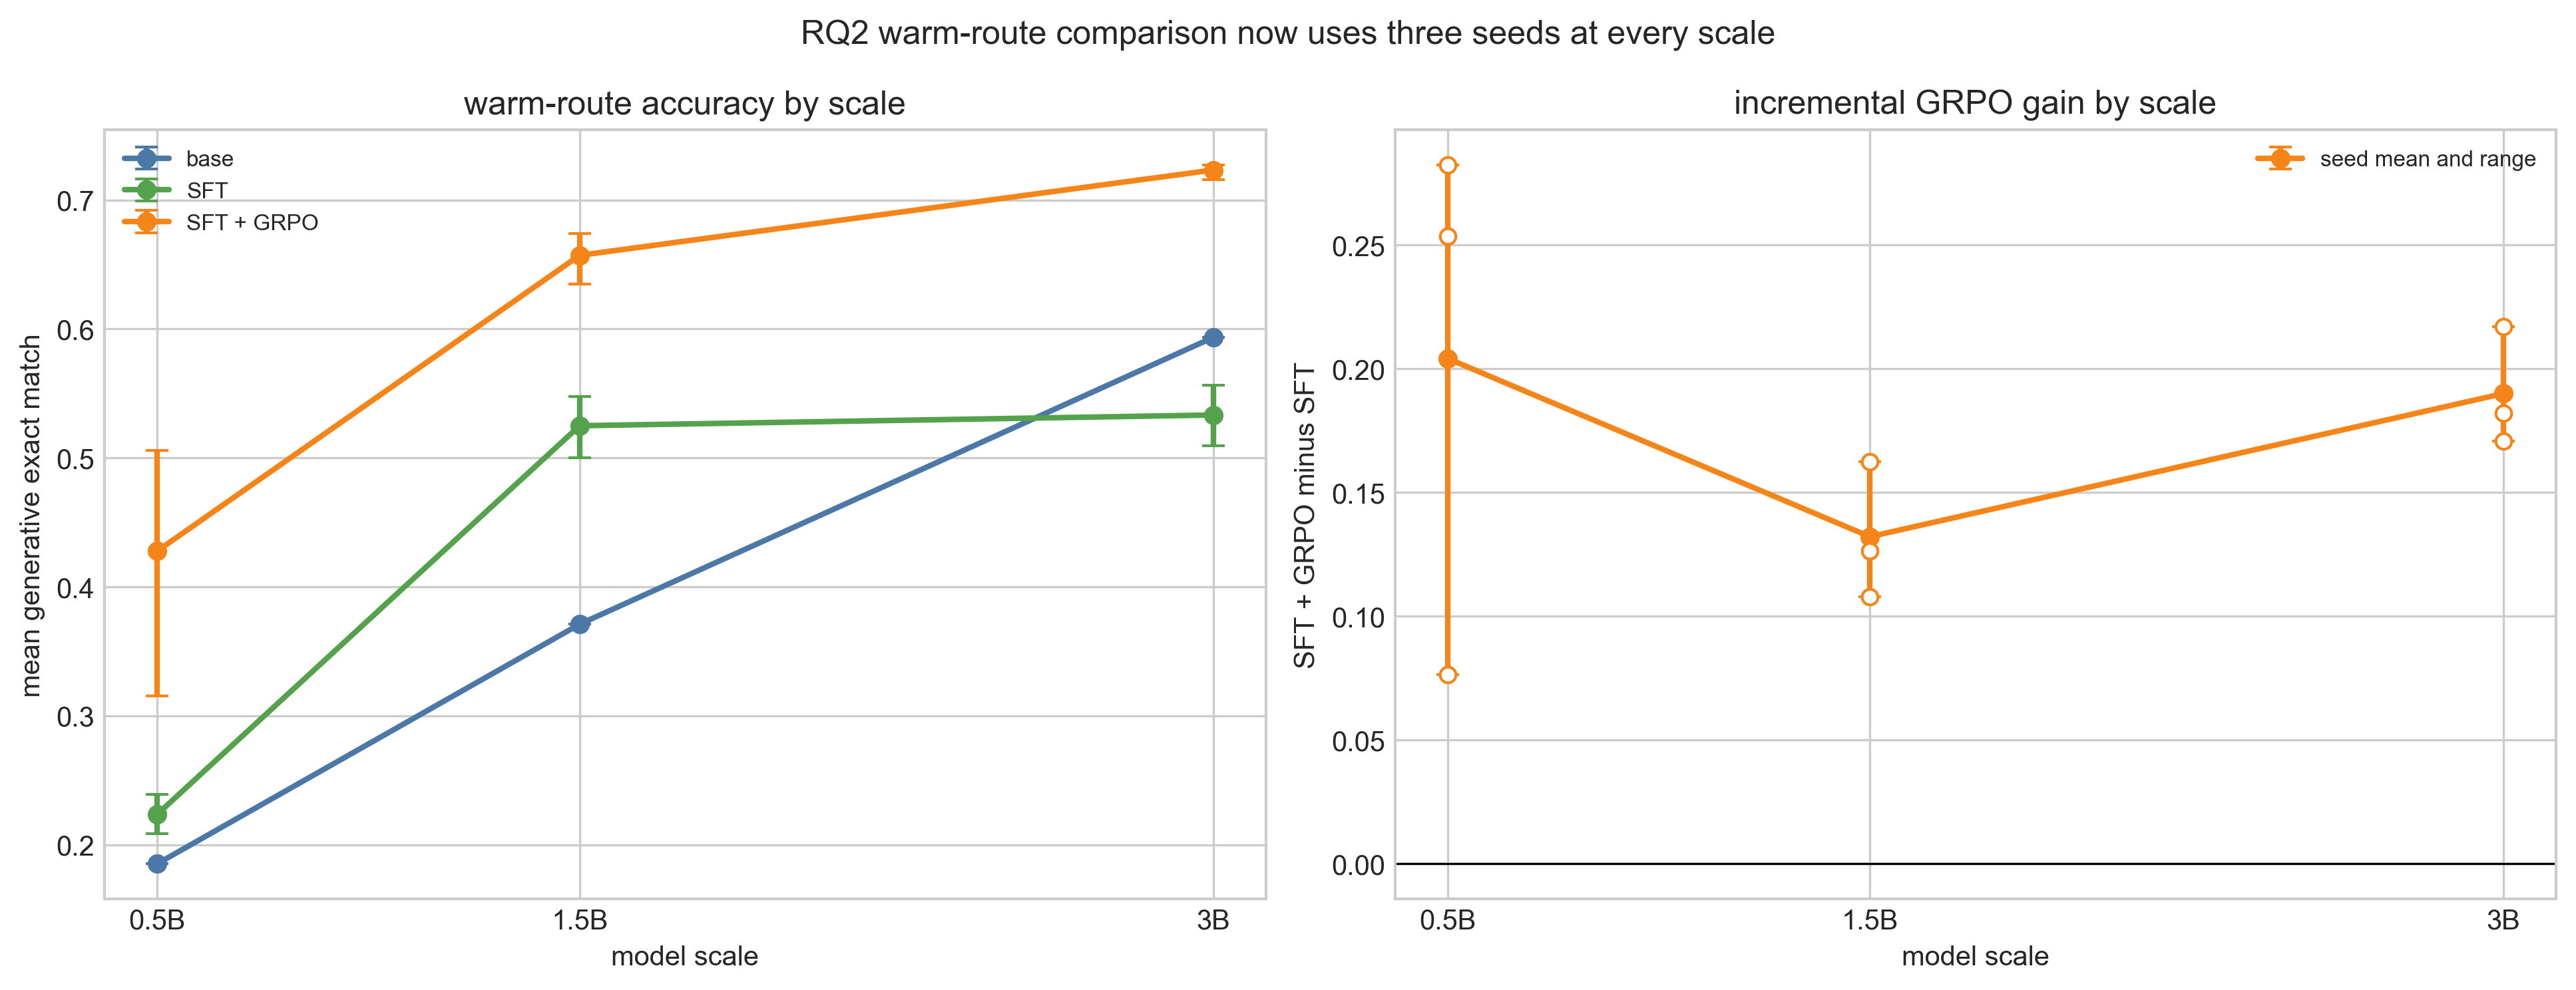 RQ2 warm-route comparison now uses three seeds at every scale
warm-route accuracy by scale
base
SFT
SFT + GRPO
mean generative exact match
0.7
0.6
0.5
0.4
0.3
0.2
0.5B
1.5B
3B
model scale
incremental GRPO gain by scale
seed mean and range
SFT + GRPO minus SFT
0.25
0.20
0.15
0.10
0.05
0.00
0.5B
1.5B
3B
model scale